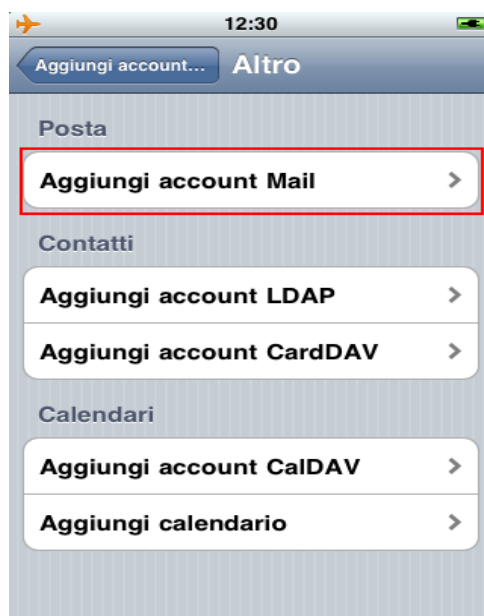 12:30
Aggiungi account... Altro
Posta
Aggiungi account Mail
Contatti
Aggiungi account LDAP
Aggiungi account CardDAV
Calendari
Aggiungi account CalDAV
Aggiungi calendario